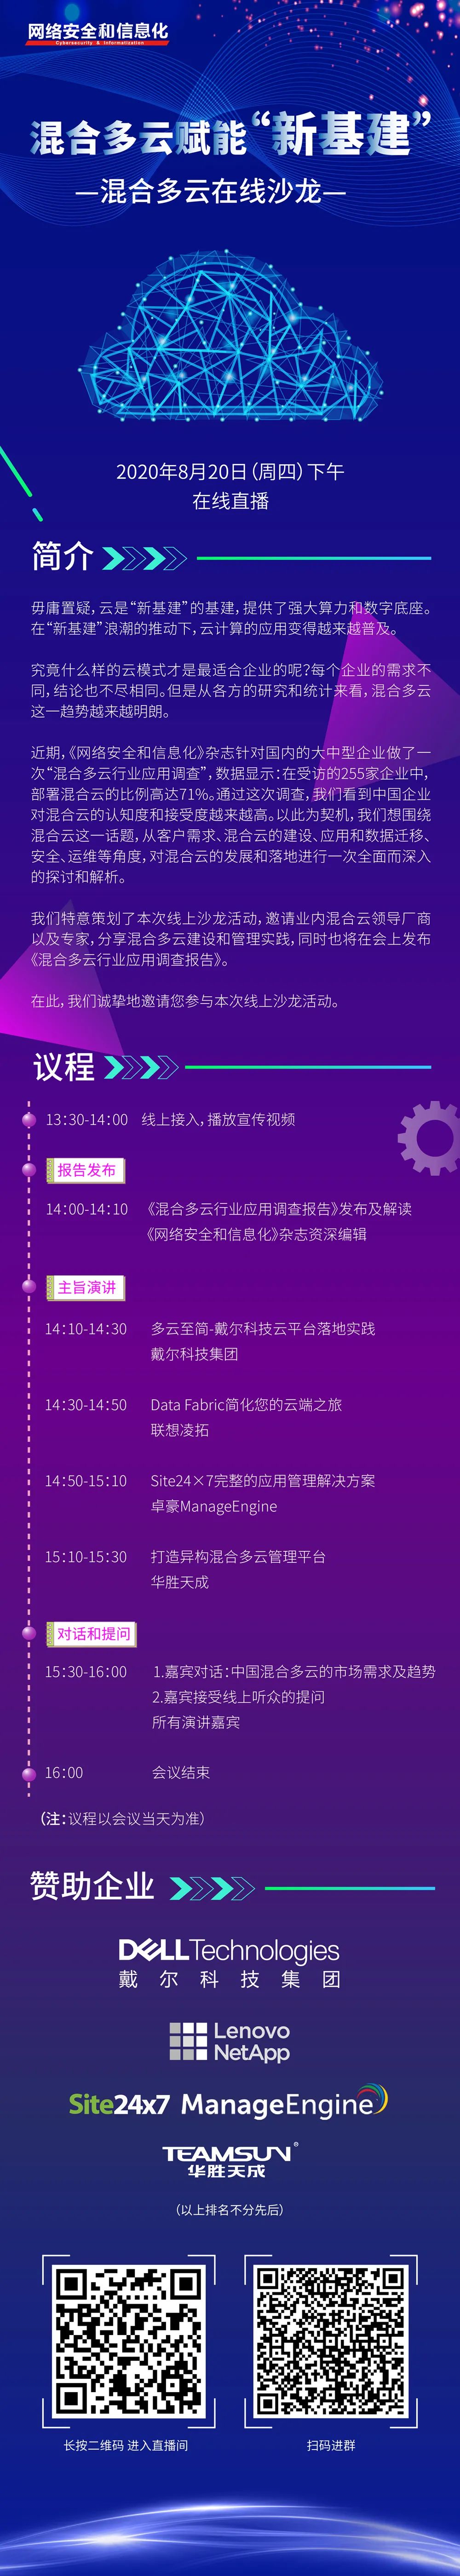 网络安全和信息化
Cybersecurity & Informatization
混合多云赋能“新基建”
—混合多云在线沙龙—
2020年8月20日（周四）下午
在线直播
简介
毋庸置疑，云是“新基建”的基建，提供了强大算力和数字底座。
在“新基建”浪潮的推动下，云计算的应用变得越来越普及。
究竟什么样的云模式才是最适合企业的呢？每个企业的需求不
同，结论也不尽相同。但是从各方的研究和统计来看，混合多云
这一趋势越来越明朗。
近期，《网络安全和信息化》杂志针对国内的大中型企业做了一
次“混合多云行业应用调查”，数据显示：在受访的255家企业中，
部署混合云的比例高达71%。通过这次调查，我们看到中国企业
对混合云的认知度和接受度越来越高。以此为契机，我们想围绕
混合云这一话题，从客户需求、混合云的建设、应用和数据迁移、
安全、运维等角度，对混合云的发展和落地进行一次全面而深入
的探讨和解析。
我们特意策划了本次线上沙龙活动，邀请业内混合云领导厂商
以及专家，分享混合多云建设和管理实践，同时也将在会上发布
《混合多云行业应用调查报告》。
在此，我们诚挚地邀请您参与本次线上沙龙活动。
议程
13:30-14:00 线上接入，播放宣传视频
报告发布
14:00-14:10 《混合多云行业应用调查报告》发布及解读
《网络安全和信息化》杂志资深编辑
主旨演讲
14:10-14:30 多云至简-戴尔科技云平台落地实践
戴尔科技集团
14:30-14:50 Data Fabric简化您的云端之旅
联想凌拓
14:50-15:10 Site24×7完整的应用管理解决方案
卓豪ManageEngine
15:10-15:30 打造异构混合多云管理平台
华胜天成
对话和提问
15:30-16:00 1.嘉宾对话：中国混合多云的市场需求及趋势
2.嘉宾接受线上听众的提问
所有演讲嘉宾
16:00 会议结束
（注：议程以会议当天为准）
赞助企业
DELLTechnologies
戴尔科技集团
Lenovo
NetApp
Site24x7 ManageEngine
TEAMSUN®
华胜天成
（以上排名不分先后）
长按二维码 进入直播间 扫码进群